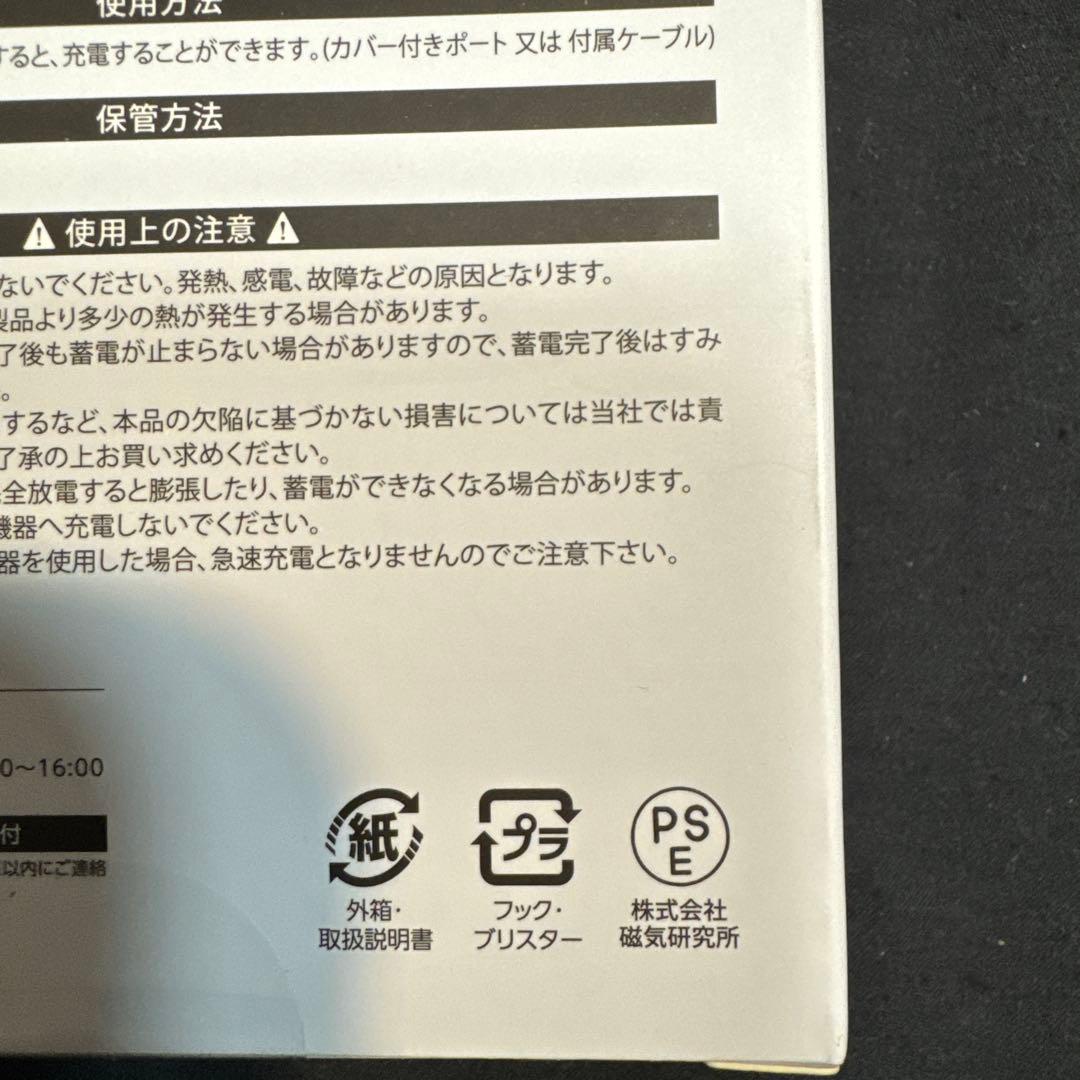 使用方法
すると、充電することができます。(カバー付きポート 又は 付属ケーブル)
保管方法
使用上の注意
ないでください。発熱、感電、故障などの原因となります。
製品より多少の熱が発生する場合があります。
了後も蓄電が止まらない場合がありますので、蓄電完了後はすみ
。
するなど、本品の欠陥に基づかない損害については当社では責
了承の上お買い求めください。
全放電すると膨張したり、蓄電ができなくなる場合があります。
機器へ充電しないでください。
器を使用した場合、急速充電となりませんのでご注意下さい。
0〜16:00
付
以内にご連絡
紙
外箱・
取扱説明書
プラ
フック・
ブリスター
PS
E
株式会社
磁気研究所